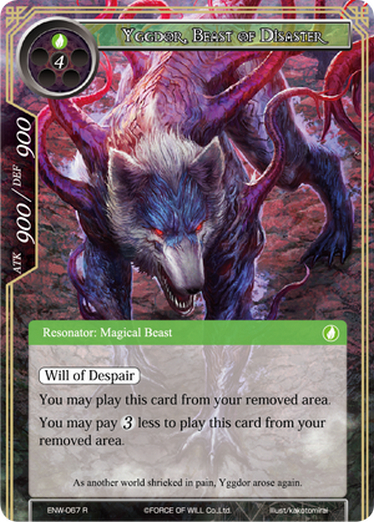 Yggdor, Beast of Disaster
4
ATK 900 / DEF 900
Resonator: Magical Beast
Will of Despair
You may play this card from your removed area.
You may pay 3 less to play this card from your
removed area.
As another world shrieked in pain, Yggdor arose again.
ENW-067 R ©FORCE OF WILL Co.,Ltd. Illust/kakotomirai